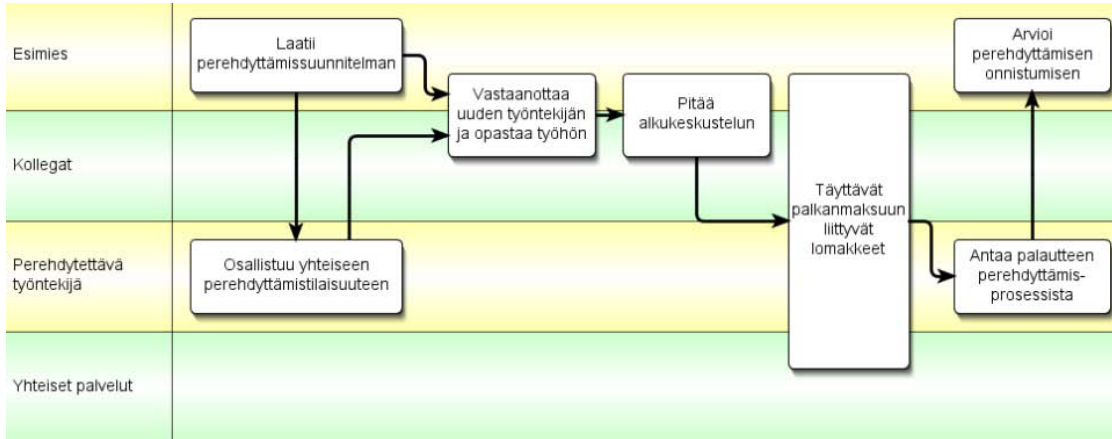 Esimies
Laatii
perehdyttämissuunnitelman
Vastaanottaa
uuden työntekijän
ja opastaa työhön
Pitää
alkukeskustelun
Arvioi
perehdyttämisen
onnistumisen
Kollegat
Täyttävät
palkanmaksuun
liittyvät
lomakkeet
Perehdytettävä
työntekijä
Osallistuu yhteiseen
perehdyttämistilaisuuteen
Antaa palautteen
perehdyttämis-
prosessista
Yhteiset palvelut